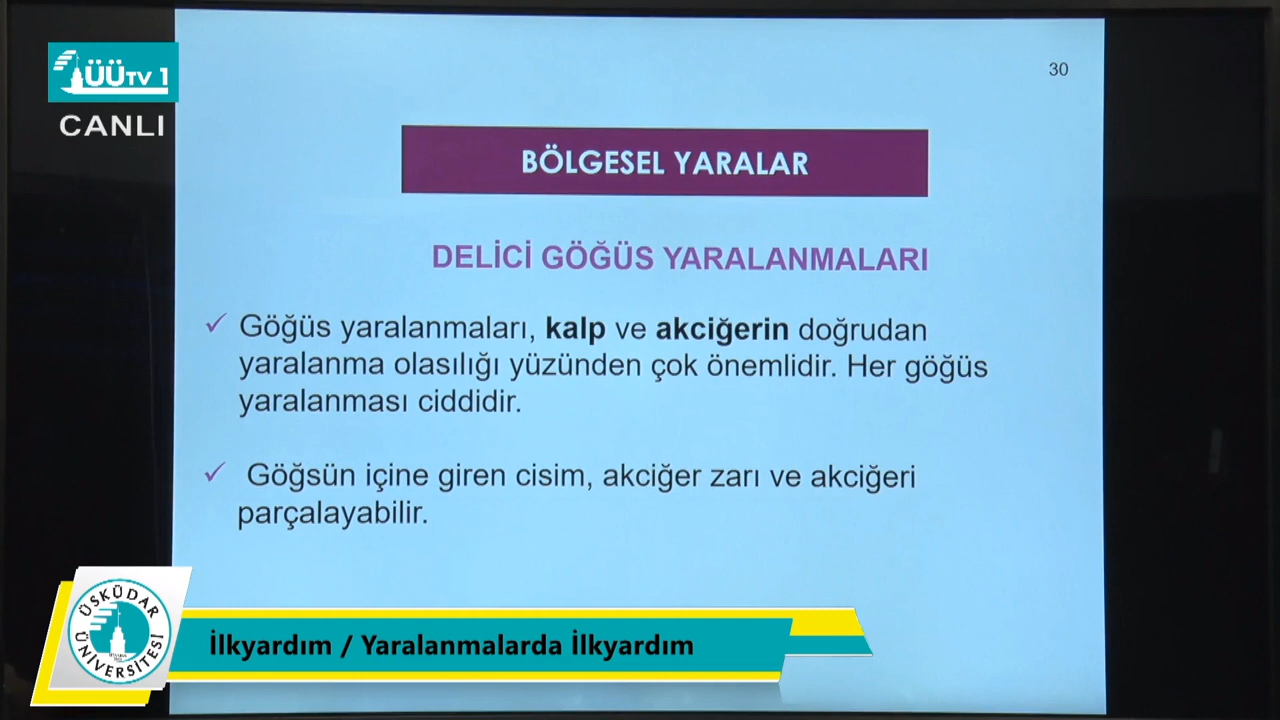 ÜÜTV 1
CANLI
30
BÖLGESEL YARALAR
DELİCİ GÖĞÜS YARALANMALARI
✓ Göğüs yaralanmaları, kalp ve akciğerin doğrudan
yaralanma olasılığı yüzünden çok önemlidir. Her göğüs
yaralanması ciddidir.
✓ Göğsün içine giren cisim, akciğer zarı ve akciğeri
parçalayabilir.
ÜSKÜDAR
ÜNİVERSİTESİ
İlkyardım / Yaralanmalarda İlkyardım